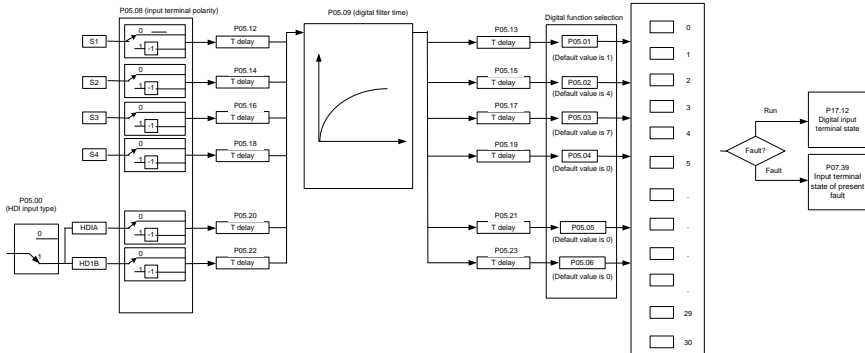 P05.08 (input terminal polarity)
P05.09 (digital filter time)
Digital function selection
S1
0
1
-1
P05.12
T delay
P05.13
T delay
P05.01
(Default value is 1)
S2
0
1
-1
P05.14
T delay
P05.15
T delay
P05.02
(Default value is 4)
S3
0
1
-1
P05.16
T delay
P05.17
T delay
P05.03
(Default value is 7)
S4
0
1
-1
P05.18
T delay
P05.19
T delay
P05.04
(Default value is 0)
P05.00
(HDI input type)
0
1
HDIA
0
1
-1
P05.20
T delay
P05.21
T delay
P05.05
(Default value is 0)
HD1B
0
1
-1
P05.22
T delay
P05.23
T delay
P05.06
(Default value is 0)
0
1
2
3
4
5
.
.
.
.
29
30
Fault?
Run
Fault
P17.12
Digital input
terminal state
P07.39
Input terminal
state of present
fault